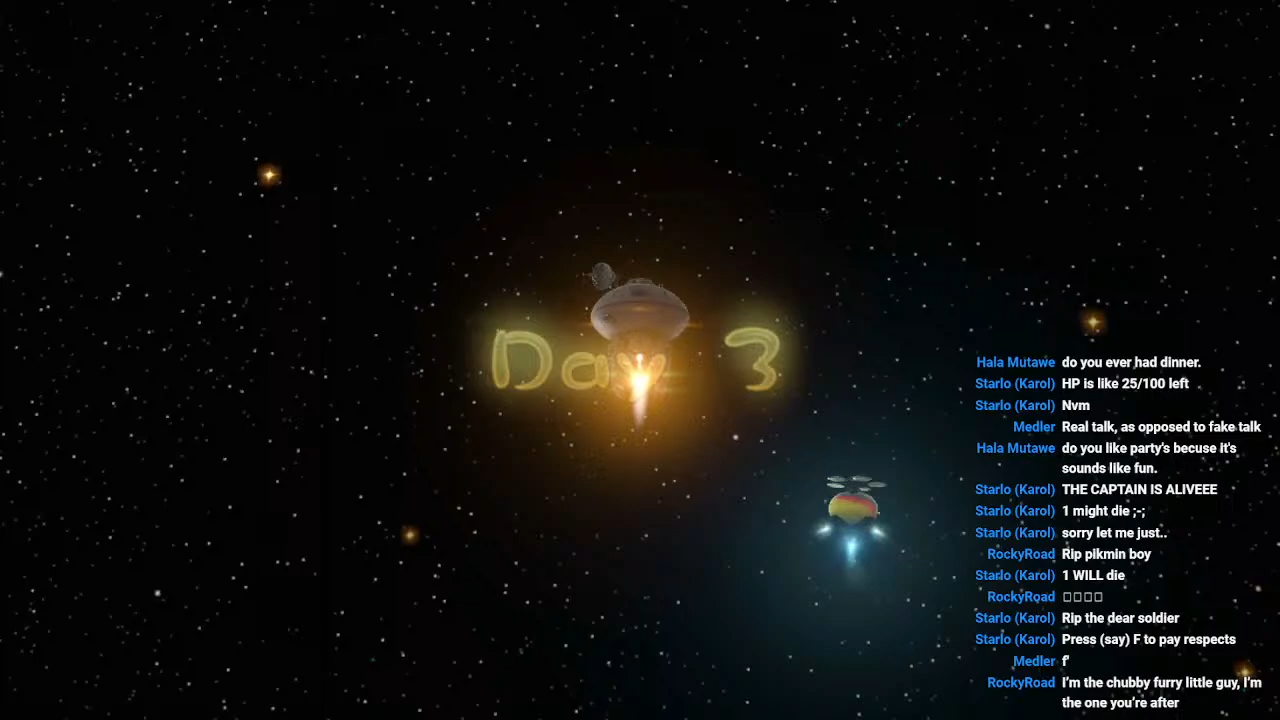 Day 3
Hala Mutawe do you ever had dinner.
Starlo (Karol) HP is like 25/100 left
Starlo (Karol) Nvm
Medler Real talk, as opposed to fake talk
Hala Mutawe do you like party's becuse it's
sounds like fun.
Starlo (Karol) THE CAPTAIN IS ALIVEEE
Starlo (Karol) 1 might die ;-;
Starlo (Karol) sorry let me just..
RockyRoad Rip pikmin boy
Starlo (Karol) 1 WILL die
RockyRoad □□□□
Starlo (Karol) Rip the dear soldier
Starlo (Karol) Press (say) F to pay respects
Medler f'
RockyRoad I'm the chubby furry little guy, I'm
the one you're after